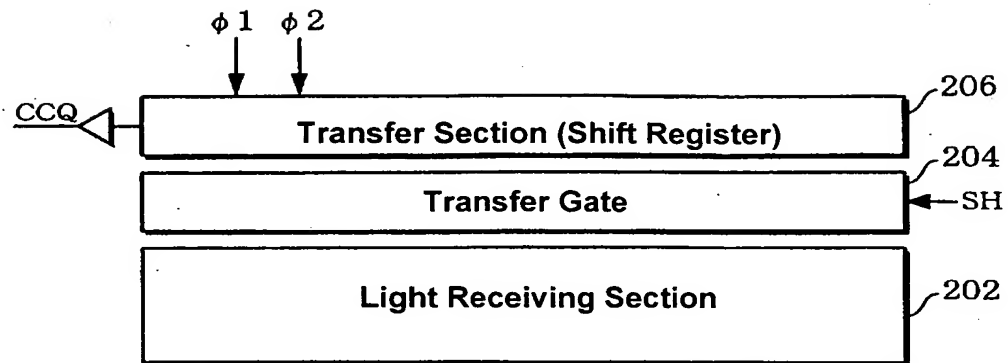 φ1 φ2
206
CCQ
Transfer Section (Shift Register)
204
Transfer Gate
SH
Light Receiving Section
202